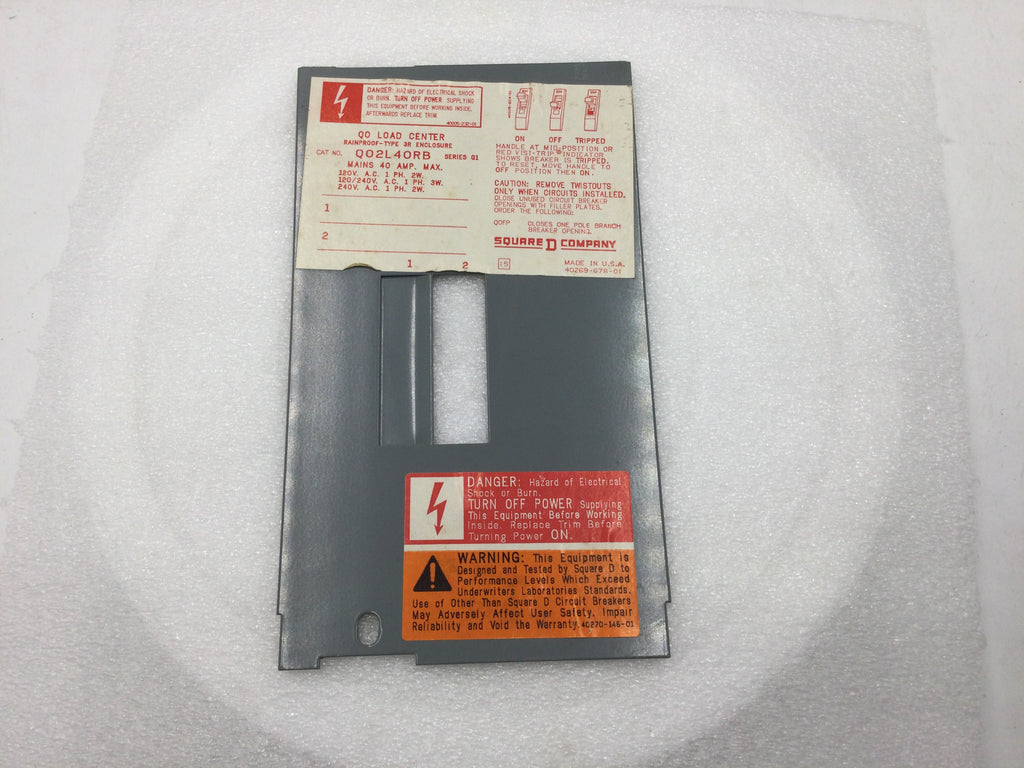 DANGER: HAZARD OF ELECTRICAL SHOCK
OR BURN. TURN OFF POWER SUPPLYING
THIS EQUIPMENT BEFORE WORKING INSIDE.
AFTERWARDS REPLACE TRIM.
40205-232-01
QO LOAD CENTER
RAINPROOF-TYPE 3R ENCLOSURE
CAT NO. QO2L40RB SERIES G1
MAINS 40 AMP. MAX.
120V. A.C. 1 PH. 2W.
120/240V. A.C. 1 PH. 3W.
240V. A.C. 1 PH. 2W.
1
2
1 2
ON OFF TRIPPED
HANDLE AT MID-POSITION OR
RED VISI-TRIP® INDICATOR
SHOWS BREAKER IS TRIPPED.
TO RESET, MOVE HANDLE TO
OFF POSITION THEN ON.
CAUTION: REMOVE TWISTOUTS
ONLY WHEN CIRCUITS INSTALLED.
CLOSE UNUSED CIRCUIT BREAKER
OPENINGS WITH FILLER PLATES.
ORDER THE FOLLOWING:
QOFP CLOSES ONE POLE BRANCH
BREAKER OPENING.
SQUARE D COMPANY
15 MADE IN U.S.A.
40269-678-01
DANGER: Hazard of Electrical
Shock or Burn.
TURN OFF POWER Supplying
This Equipment Before Working
Inside. Replace Trim Before
Turning Power ON.
WARNING: This Equipment is
Designed and Tested by Square D to
Performance Levels Which Exceed
Underwriters Laboratories Standards.
Use of Other Than Square D Circuit Breakers
May Adversely Affect User Safety, Impair
Reliability and Void the Warranty. 40270-145-01